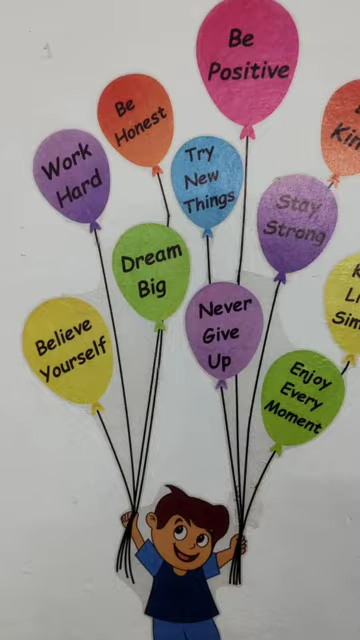 Be
Positive
Be
Honest
Work
Hard
Try
New
Things
Stay
Strong
Dream
Big
Never
Give
Up
Believe
Yourself
Enjoy
Every
Moment